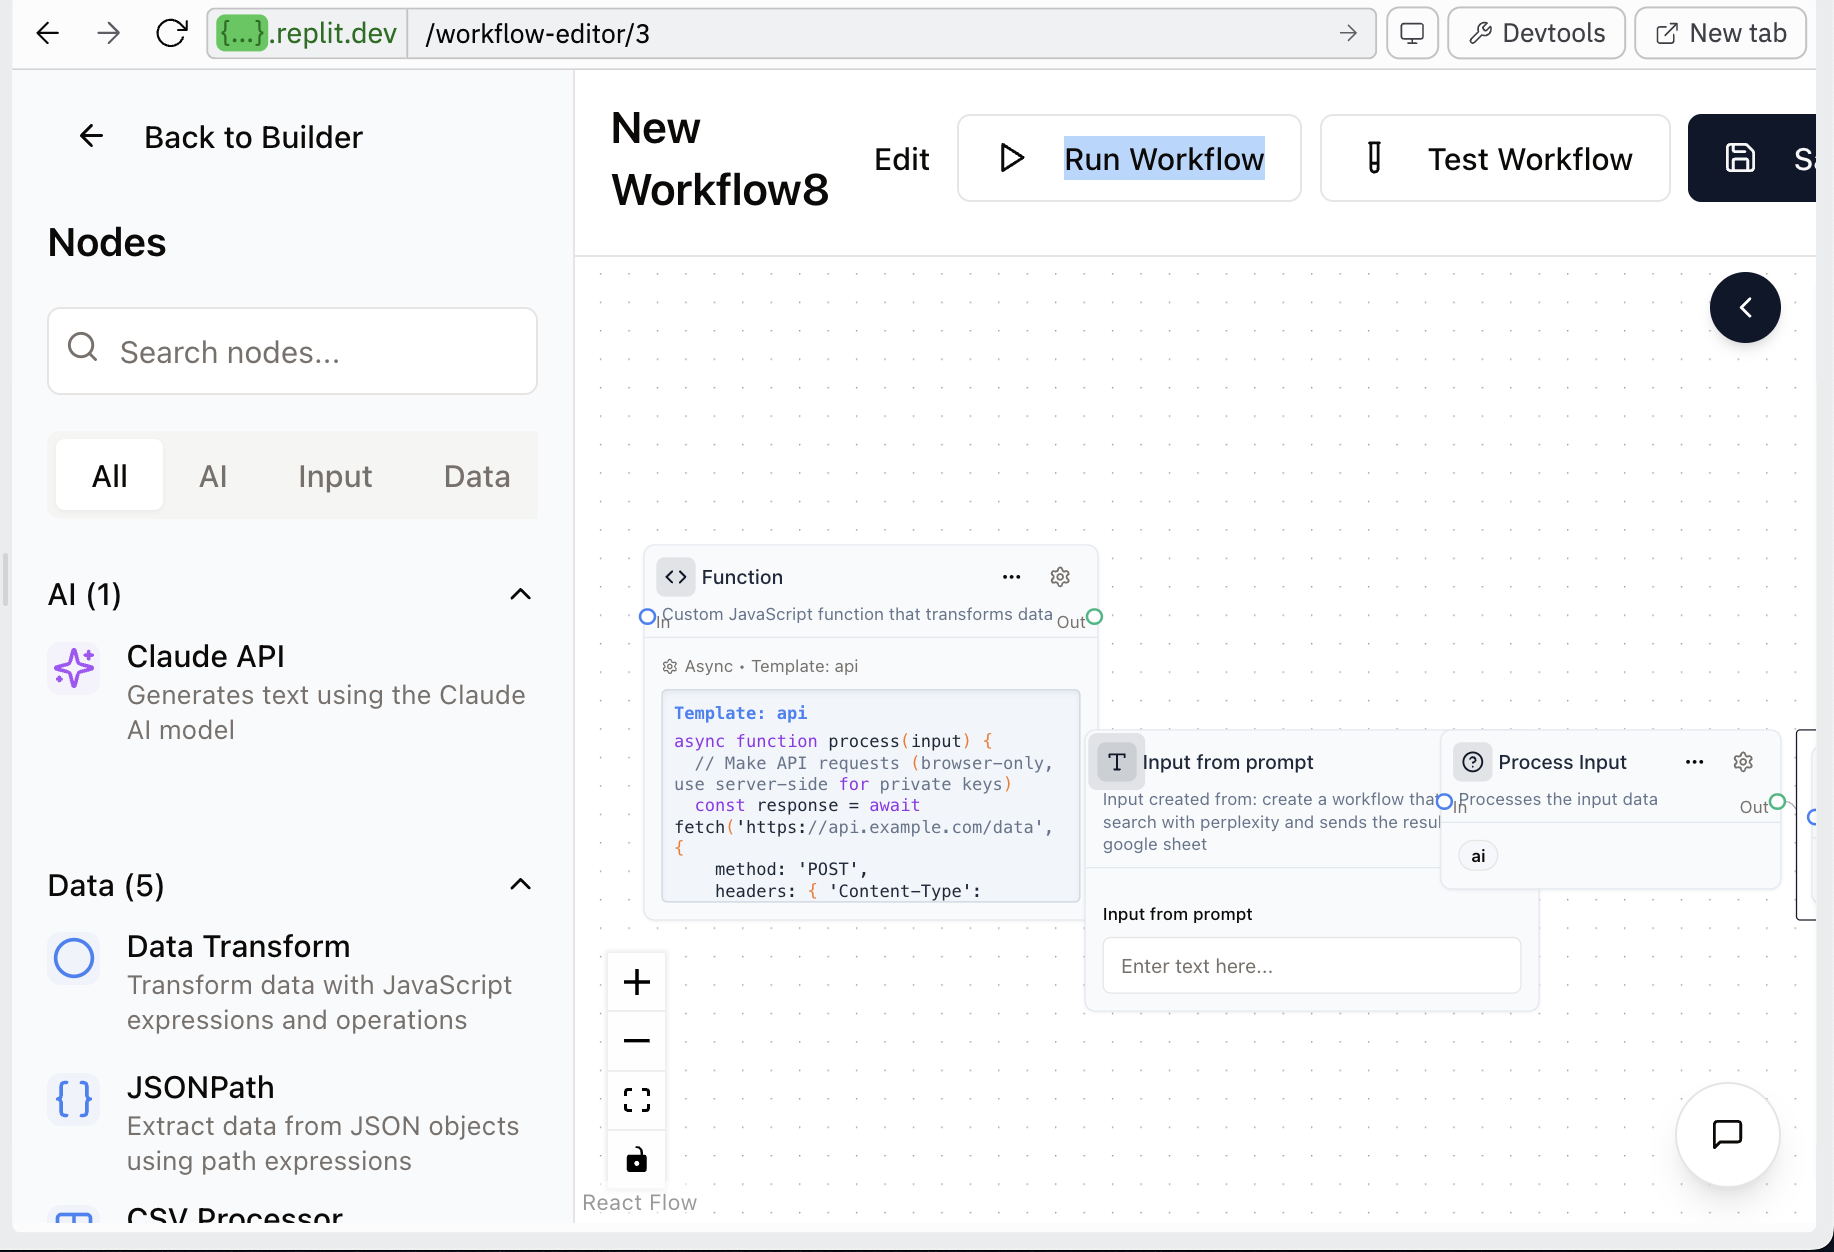 {...}.replit.dev
/workflow-editor/3
Devtools
New tab
Back to Builder
Nodes
Search nodes...
All
AI
Input
Data
AI (1)
Claude API
Generates text using the Claude
AI model
Data (5)
Data Transform
Transform data with JavaScript
expressions and operations
JSONPath
Extract data from JSON objects
using path expressions
CSV Processor
New
Workflow8
Edit
Run Workflow
Test Workflow
Function
Custom JavaScript function that transforms data
In
Out
Async • Template: api
Template: api
async function process(input) {
// Make API requests (browser-only,
use server-side for private keys)
const response = await
fetch('https://api.example.com/data',
{
method: 'POST',
headers: { 'Content-Type':
Input from prompt
Input created from: create a workflow that
search with perplexity and sends the resul
google sheet
Input from prompt
Enter text here...
Process Input
Processes the input data
In
Out
ai
React Flow